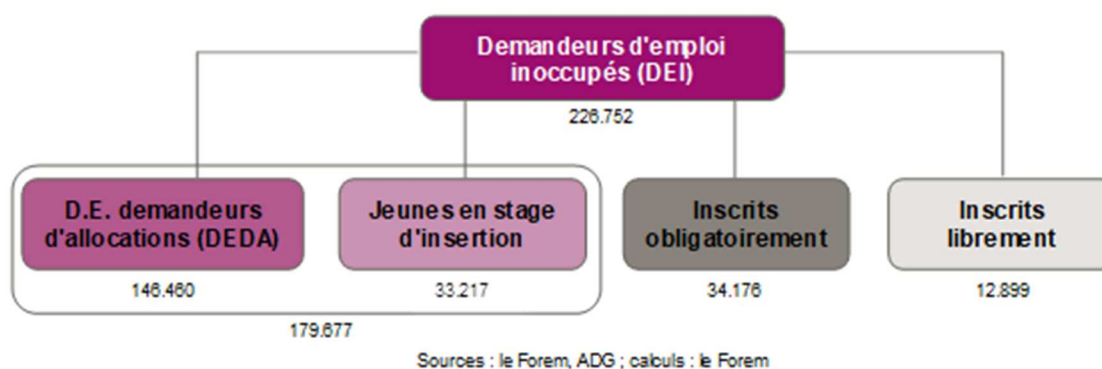 Demandeurs d'emploi
inoccupés (DEI)
226.752
D.E. demandeurs
d'allocations (DEDA)
Jeunes en stage
d'insertion
Inscrits
obligatoirement
Inscrits
librement
146.460
33.217
34.176
12.899
179.677
Sources : le Forem, ADG ; calculs : le Forem